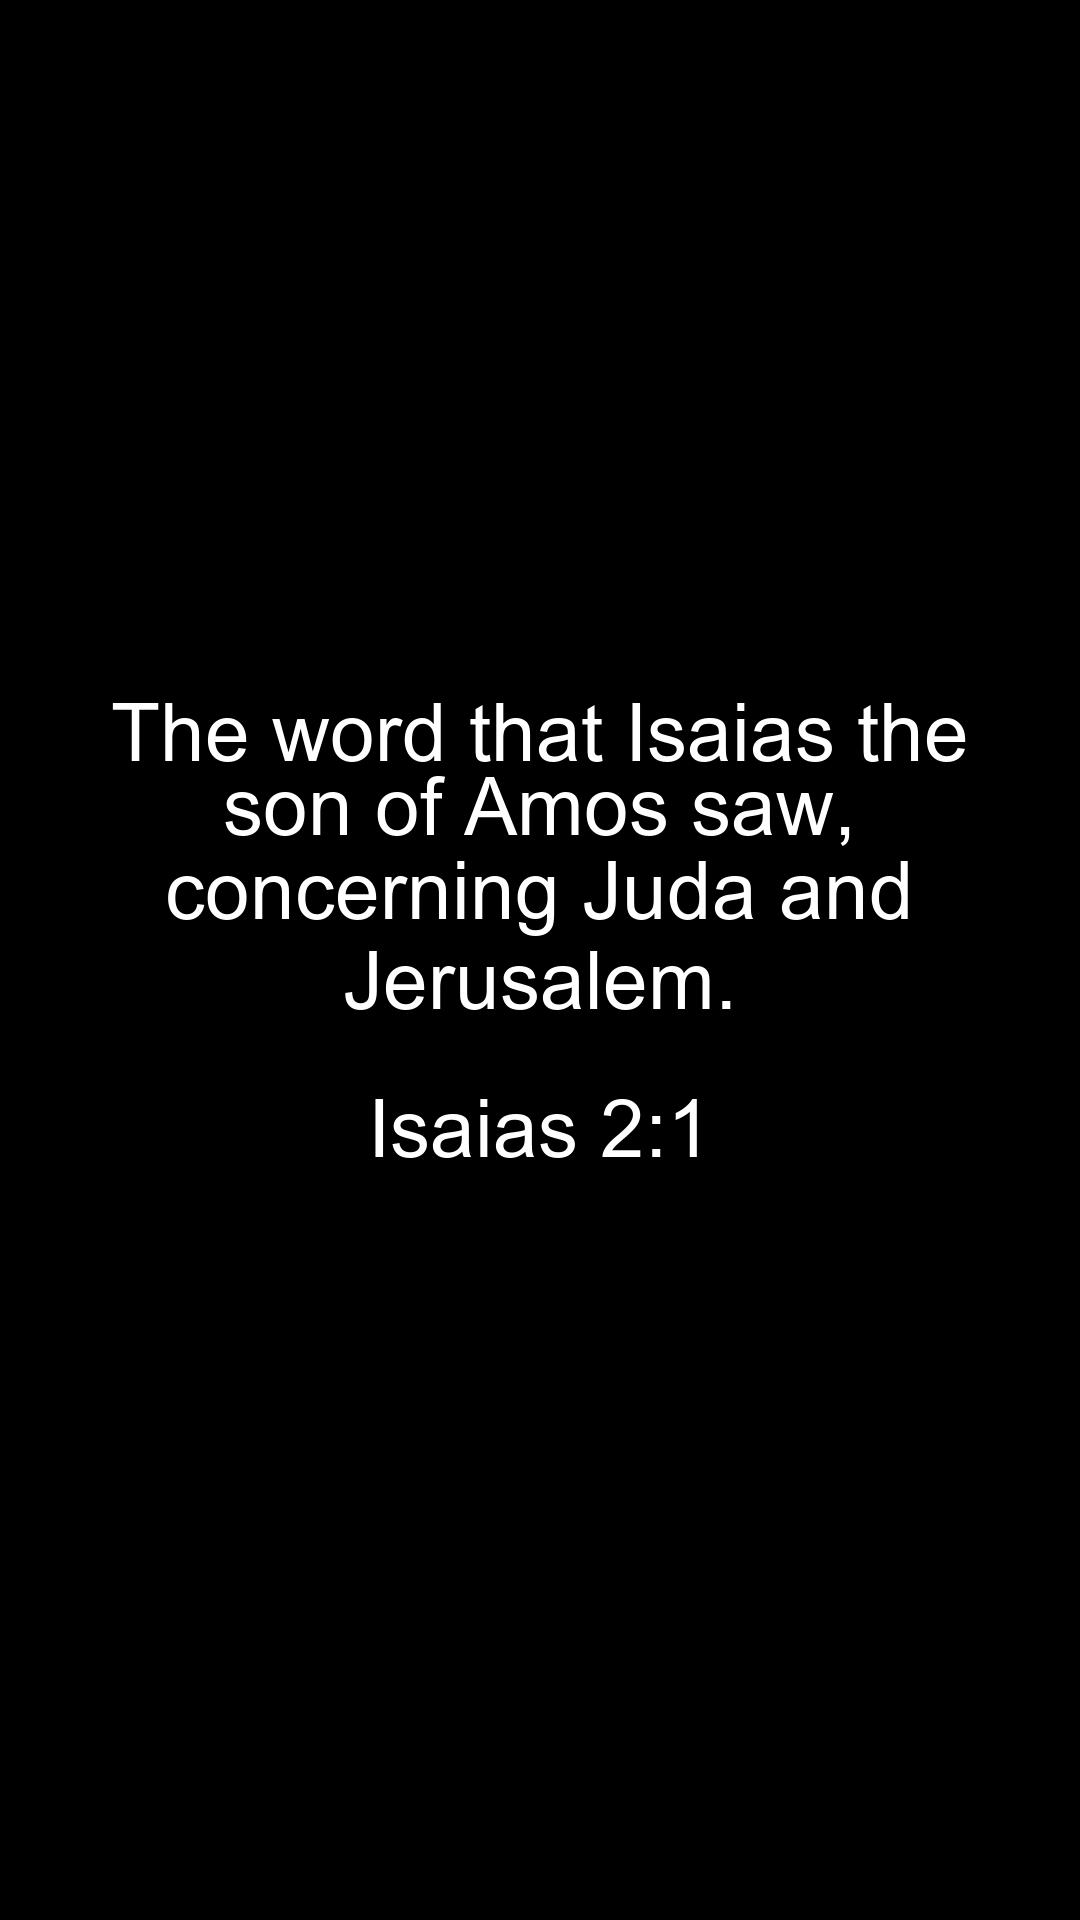 The word that Isaias the
son of Amos saw,
concerning Juda and
Jerusalem.
Isaias 2:1